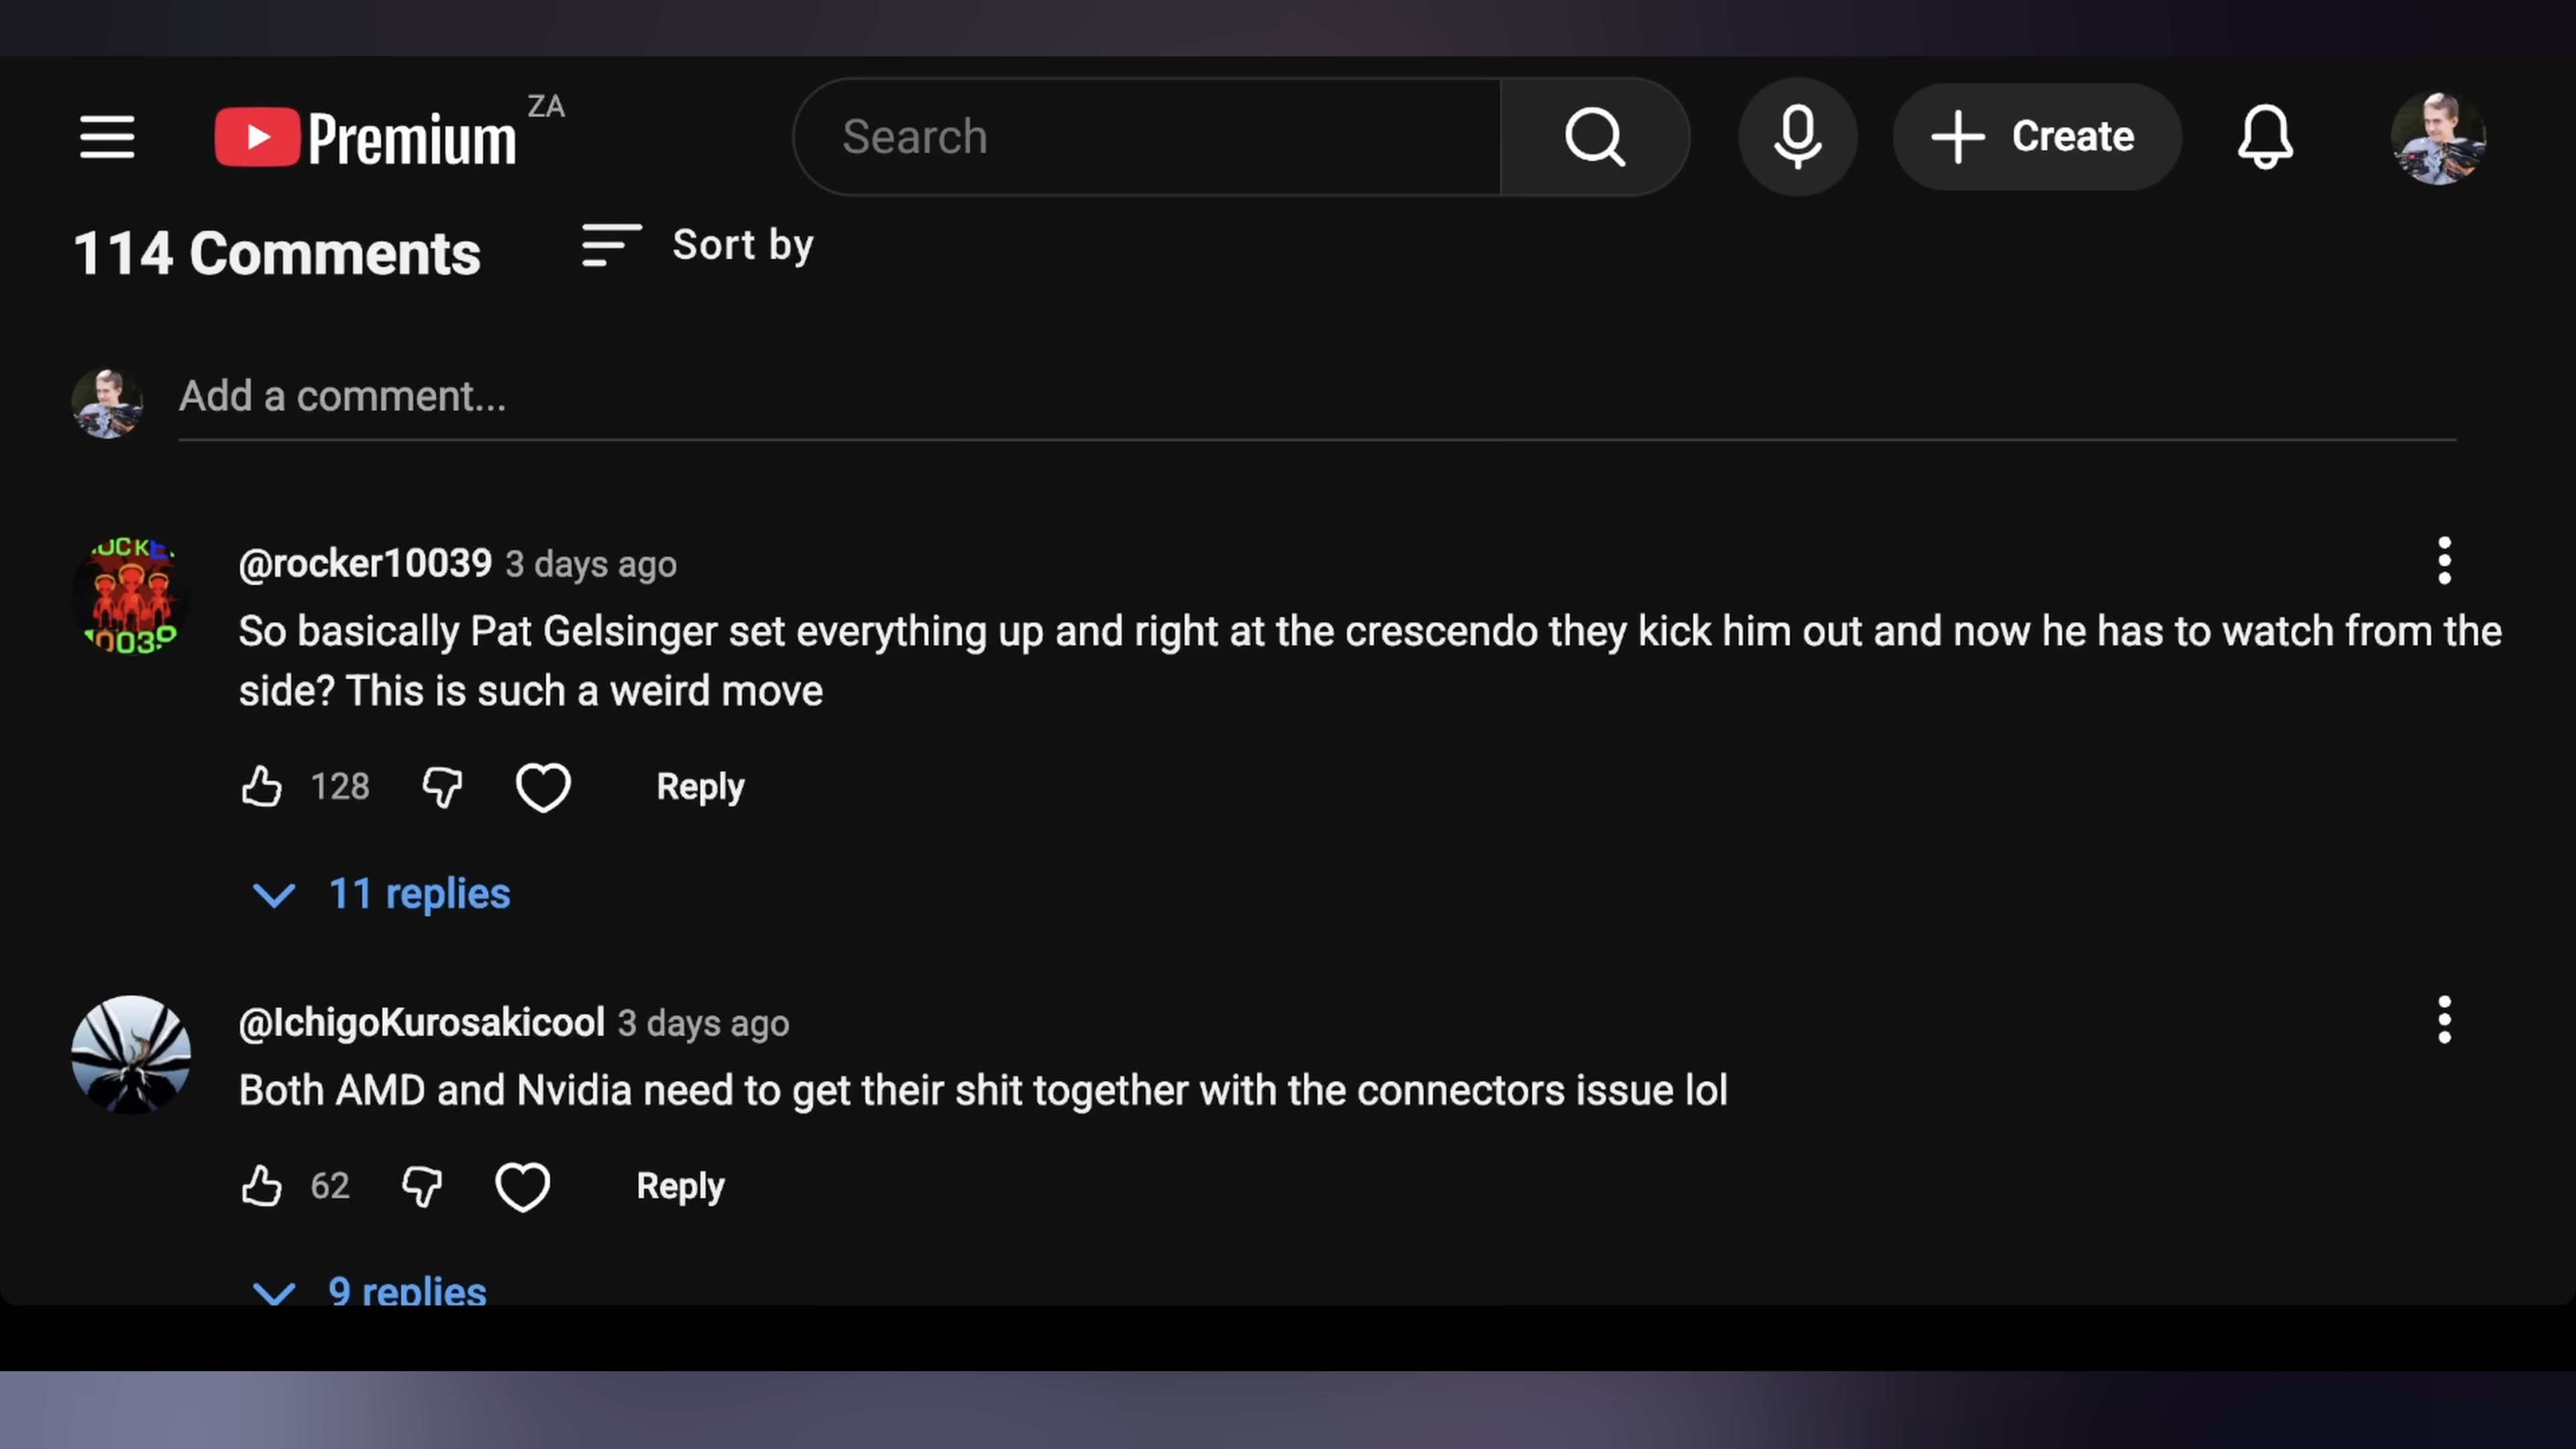 Premium ZA
Search
Create
114 Comments
Sort by
Add a comment...
@rocker10039 3 days ago
So basically Pat Gelsinger set everything up and right at the crescendo they kick him out and now he has to watch from the
side? This is such a weird move
128
Reply
11 replies
@IchigoKurosakicool 3 days ago
Both AMD and Nvidia need to get their shit together with the connectors issue lol
62
Reply
9 replies